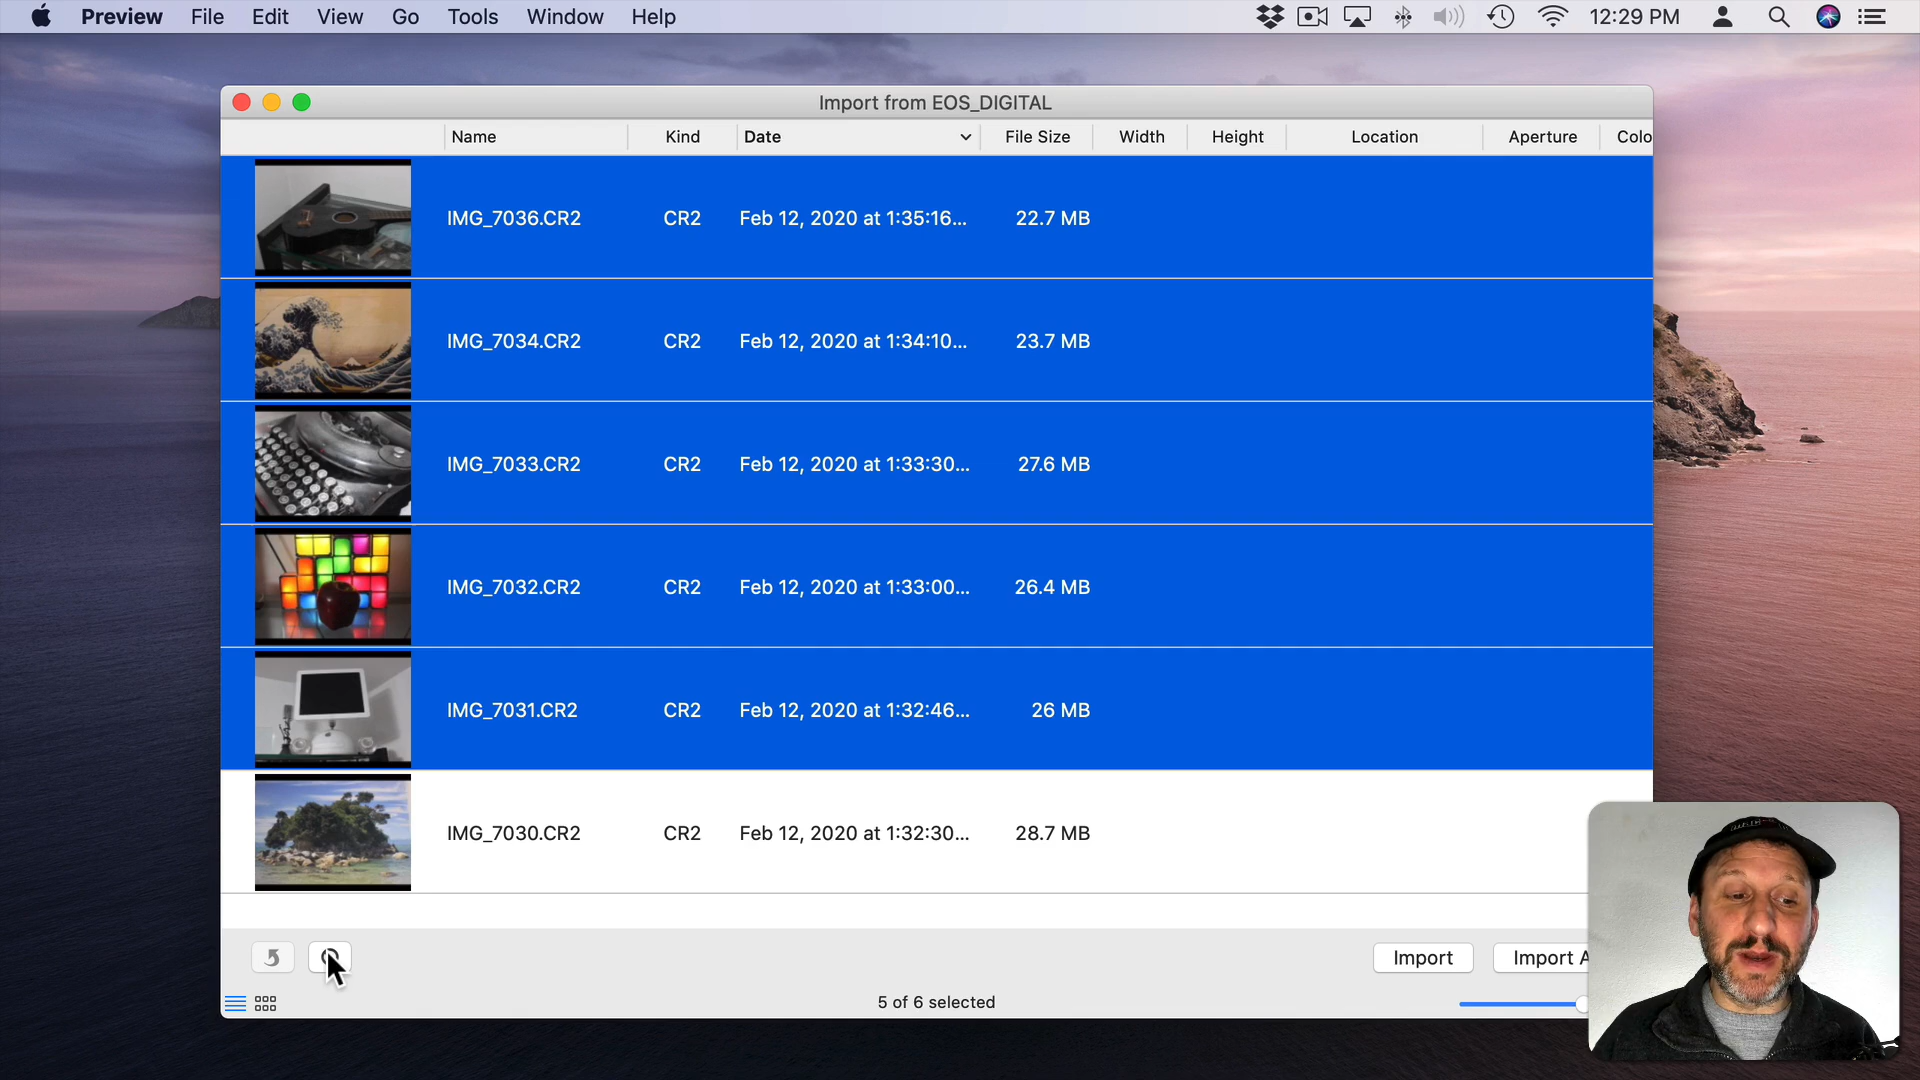 Preview File Edit View Go Tools Window Help 12:29 PM
Import from EOS_DIGITAL
Name Kind Date File Size Width Height Location Aperture Colo
IMG_7036.CR2 CR2 Feb 12, 2020 at 1:35:16... 22.7 MB
IMG_7034.CR2 CR2 Feb 12, 2020 at 1:34:10... 23.7 MB
IMG_7033.CR2 CR2 Feb 12, 2020 at 1:33:30... 27.6 MB
IMG_7032.CR2 CR2 Feb 12, 2020 at 1:33:00... 26.4 MB
IMG_7031.CR2 CR2 Feb 12, 2020 at 1:32:46... 26 MB
IMG_7030.CR2 CR2 Feb 12, 2020 at 1:32:30... 28.7 MB
Import Import A
5 of 6 selected